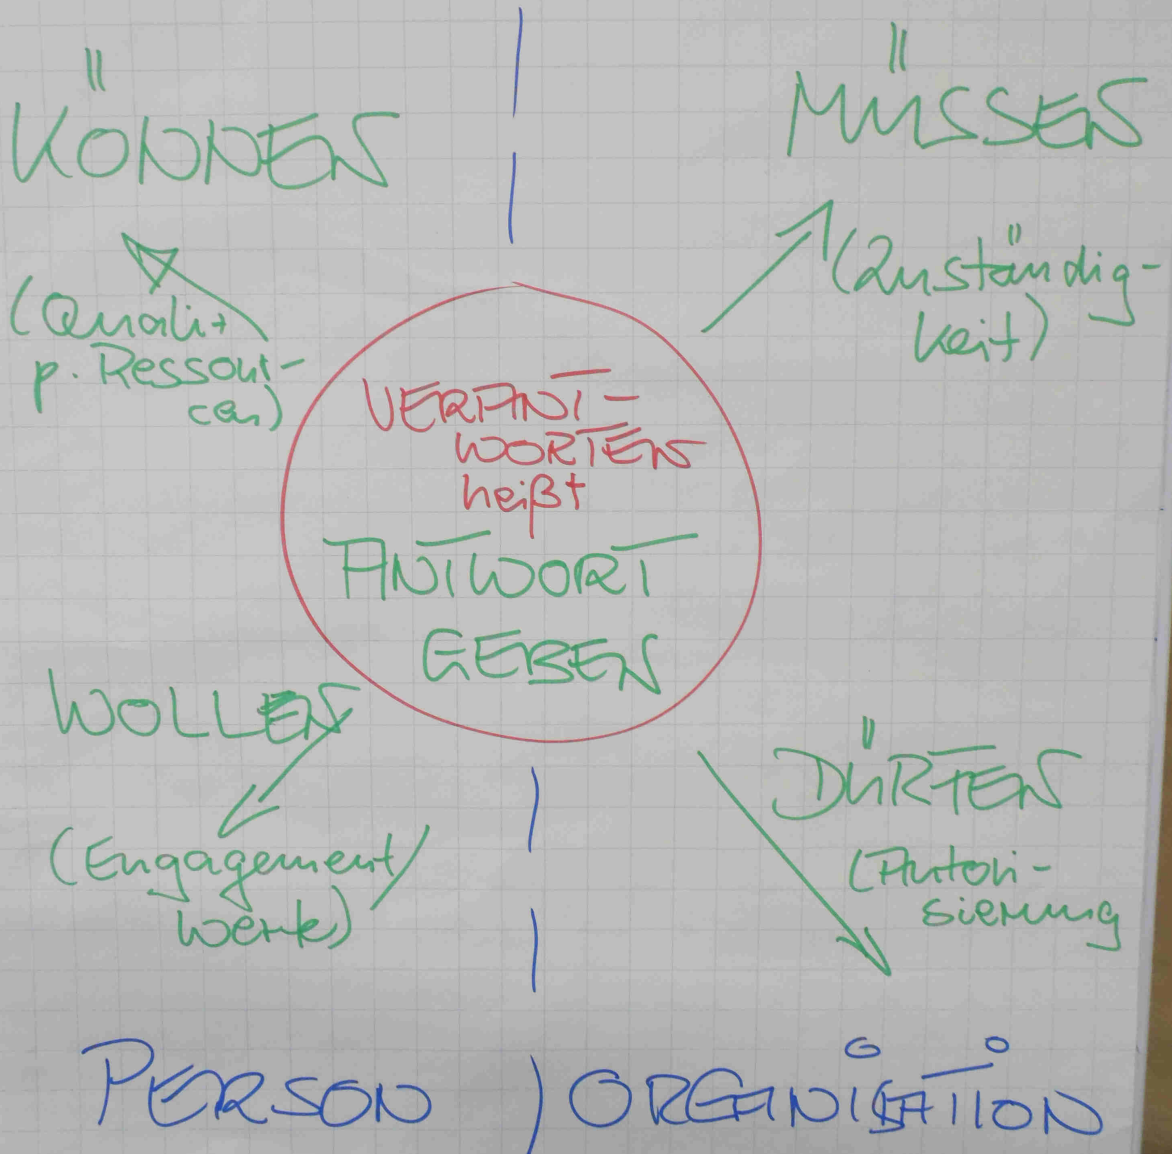 KÖNNEN
(Quali +
p. Ressour-
cen)
MÜSSEN
(Zuständig-
keit)
VERANT-
WORTEN
heißt
ANTWORT
GEBEN
WOLLEN
(Engagement/
Werte)
DÜRFEN
(Autori-
sierung
PERSON
ORGANISATION